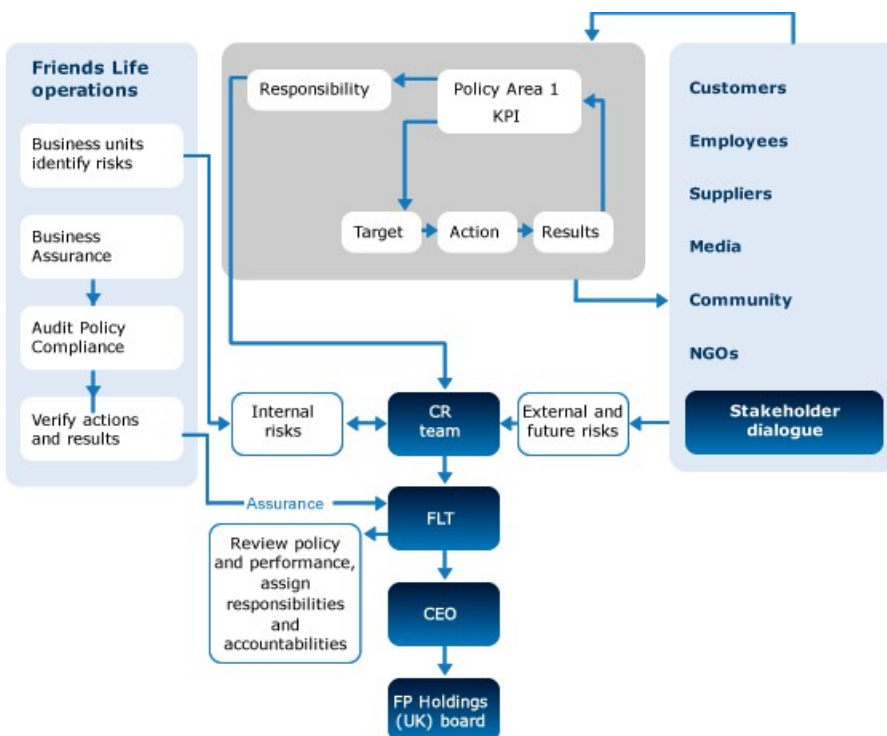 Friends Life
operations
Business units
identify risks
Business
Assurance
Audit Policy
Compliance
Verify actions
and results
Responsibility
Policy Area 1
KPI
Target
Action
Results
Customers
Employees
Suppliers
Media
Community
NGOs
Stakeholder
dialogue
Internal
risks
CR
team
External and
future risks
Assurance
FLT
Review policy
and performance,
assign
responsibilities
and
accountabilities
CEO
FP Holdings
(UK) board